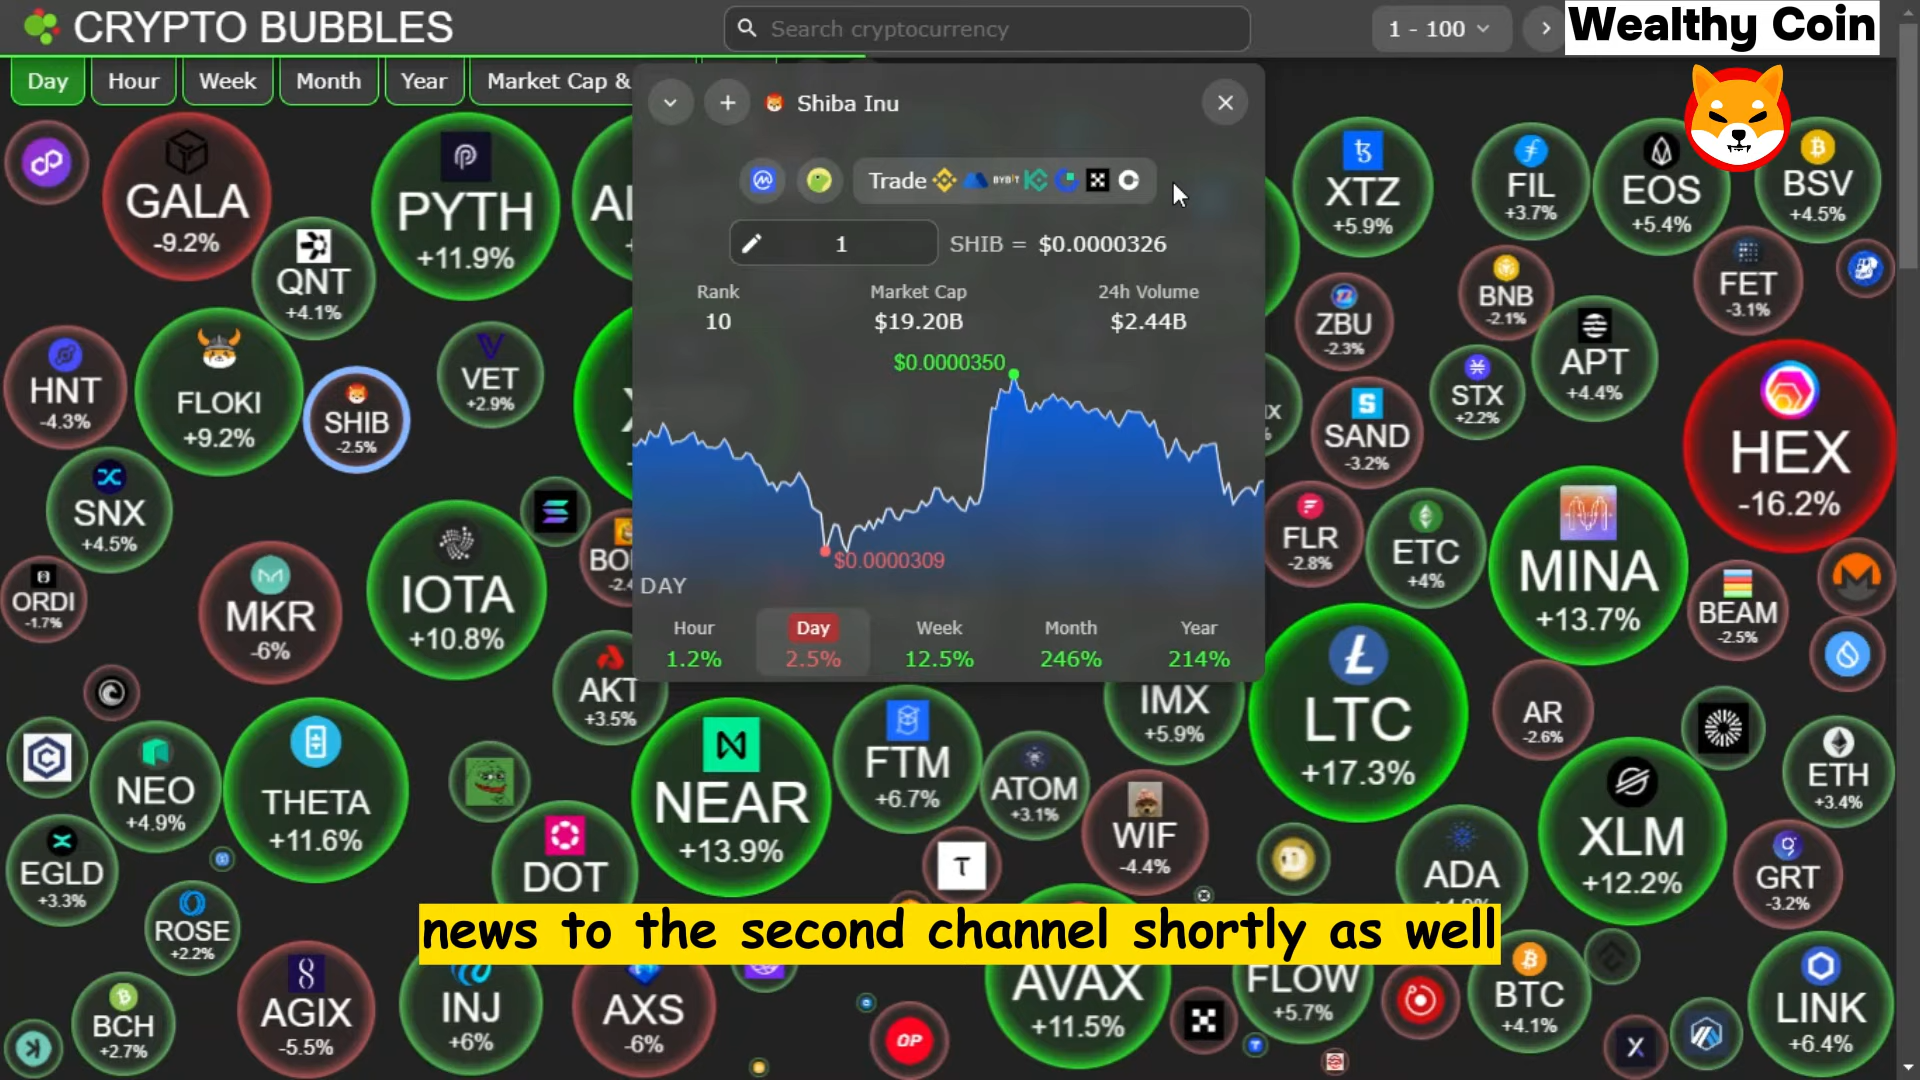 CRYPTO BUBBLES
Search cryptocurrency
1 - 100
Wealthy Coin
Day
Hour
Week
Month
Year
Market Cap &
Shiba Inu
Trade
BYBIT
1
SHIB = $0.0000326
Rank
Market Cap
24h Volume
10
$19.20B
$2.44B
$0.0000350
$0.0000309
DAY
Hour
Day
Week
Month
Year
1.2%
2.5%
12.5%
246%
214%
GALA
-9.2%
PYTH
+11.9%
QNT
+4.1%
XTZ
+5.9%
FIL
+3.7%
EOS
+5.4%
BSV
+4.5%
HNT
-4.3%
FLOKI
+9.2%
SHIB
-2.5%
VET
+2.9%
ZBU
-2.3%
BNB
-2.1%
FET
-3.1%
APT
+4.4%
STX
+2.2%
SAND
-3.2%
HEX
-16.2%
SNX
+4.5%
ORDI
-1.7%
MKR
-6%
IOTA
+10.8%
FLR
-2.8%
ETC
+4%
MINA
+13.7%
BEAM
-2.5%
AKT
+3.5%
IMX
+5.9%
LTC
+17.3%
AR
-2.6%
NEO
+4.9%
THETA
+11.6%
NEAR
+13.9%
FTM
+6.7%
ATOM
+3.1%
WIF
-4.4%
ETH
+3.4%
XLM
+12.2%
GRT
-3.2%
ADA
DOT
EGLD
+3.3%
ROSE
+2.2%
news to the second channel shortly as well
BCH
+2.7%
AGIX
-5.5%
INJ
+6%
AXS
-6%
OP
AVAX
+11.5%
FLOW
+5.7%
BTC
+4.1%
LINK
+6.4%